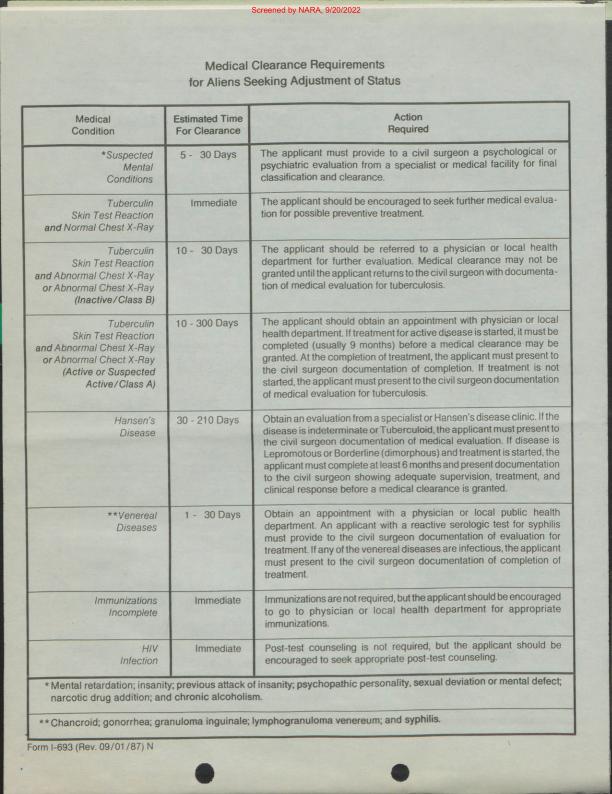 Screened by NARA, 9/20/2022
Medical Clearance Requirements
for Aliens Seeking Adjustment of Status
Medical
Condition
Estimated Time
For Clearance
Action
Required
*Suspected
Mental
Conditions
5 - 30 Days
The applicant must provide to a civil surgeon a psychological or
psychiatric evaluation from a specialist or medical facility for final
classification and clearance.
Tuberculin
Skin Test Reaction
and Normal Chest X-Ray
Immediate
The applicant should be encouraged to seek further medical evalua-
tion for possible preventive treatment.
Tuberculin
Skin Test Reaction
and Abnormal Chest X-Ray
or Abnormal Chest X-Ray
(Inactive/Class B)
10 - 30 Days
The applicant should be referred to a physician or local health
department for further evaluation. Medical clearance may not be
granted until the applicant returns to the civil surgeon with documenta-
tion of medical evaluation for tuberculosis.
Tuberculin
Skin Test Reaction
and Abnormal Chest X-Ray
or Abnormal Chect X-Ray
(Active or Suspected
Active/Class A)
10 - 300 Days
The applicant should obtain an appointment with physician or local
health department. If treatment for active disease is started, it must be
completed (usually 9 months) before a medical clearance may be
granted. At the completion of treatment, the applicant must present to
the civil surgeon documentation of completion. If treatment is not
started, the applicant must present to the civil surgeon documentation
of medical evaluation for tuberculosis.
Hansen's
Disease
30 - 210 Days
Obtain an evaluation from a specialist or Hansen's disease clinic. If the
disease is indeterminate or Tuberculoid, the applicant must present to
the civil surgeon documentation of medical evaluation. If disease is
Lepromotous or Borderline (dimorphous) and treatment is started, the
applicant must complete at least 6 months and present documentation
to the civil surgeon showing adequate supervision, treatment, and
clinical response before a medical clearance is granted.
**Venereal
Diseases
1 - 30 Days
Obtain an appointment with a physician or local public health
department. An applicant with a reactive serologic test for syphilis
must provide to the civil surgeon documentation of evaluation for
treatment. If any of the venereal diseases are infectious, the applicant
must present to the civil surgeon documentation of completion of
treatment.
Immunizations
Incomplete
Immediate
Immunizations are not required, but the applicant should be encouraged
to go to physician or local health department for appropriate
immunizations.
HIV
Infection
Immediate
Post-test counseling is not required, but the applicant should be
encouraged to seek appropriate post-test counseling.
* Mental retardation; insanity; previous attack of insanity; psychopathic personality, sexual deviation or mental defect;
narcotic drug addition; and chronic alcoholism.
** Chancroid; gonorrhea; granuloma inguinale; lymphogranuloma venereum; and syphilis.
Form I-693 (Rev. 09/01/87) N